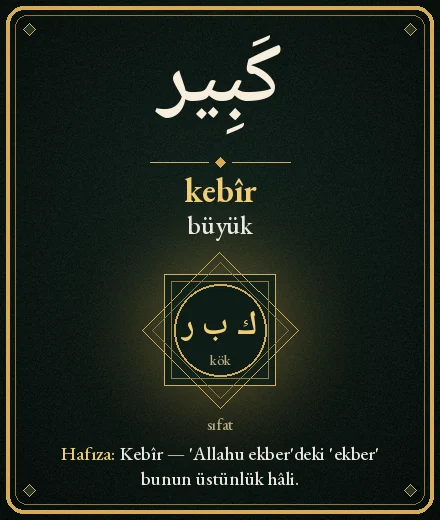 كَبِير
kebîr
büyük
ك ب ر
kök
sıfat
Hafıza: Kebîr — 'Allahu ekber'deki 'ekber'
bunun üstünlük hâli.